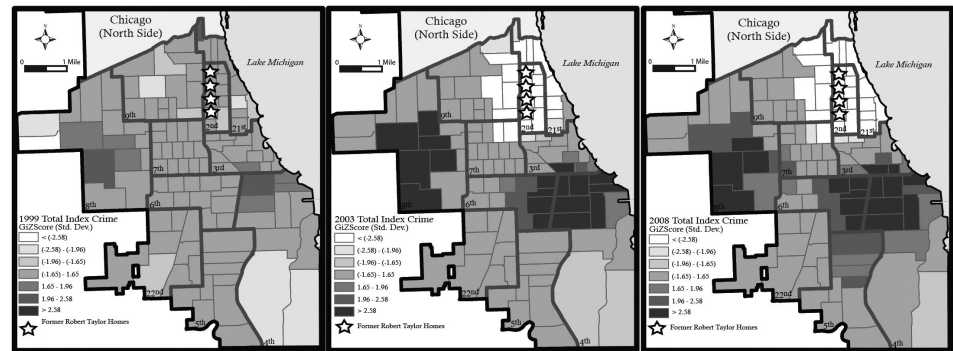 Chicago
(North Side)
N
0 1 Mile
Lake Michigan
9th
2nd
21st
7th
3rd
8th
6th
1999 Total Index Crime
GiZScore (Std. Dev.)
< (-2.58)
(-2.58) - (-1.96)
(-1.96) - (-1.65)
(-1.65) - 1.65
1.65 - 1.96
1.96 - 2.58
> 2.58
Former Robert Taylor Homes
22nd
5th
4th
Chicago
(North Side)
N
0 1 Mile
Lake Michigan
9th
2nd
21st
7th
3rd
8th
6th
2003 Total Index Crime
GiZScore (Std. Dev.)
< (-2.58)
(-2.58) - (-1.96)
(-1.96) - (-1.65)
(-1.65) - 1.65
1.65 - 1.96
1.96 - 2.58
> 2.58
Former Robert Taylor Homes
22nd
5th
4th
Chicago
(North Side)
N
0 1 Mile
Lake Michigan
9th
2nd
21st
7th
3rd
8th
6th
2008 Total Index Crime
GiZScore (Std. Dev.)
< (-2.58)
(-2.58) - (-1.96)
(-1.96) - (-1.65)
(-1.65) - 1.65
1.65 - 1.96
1.96 - 2.58
> 2.58
Former Robert Taylor Homes
22nd
5th
4th